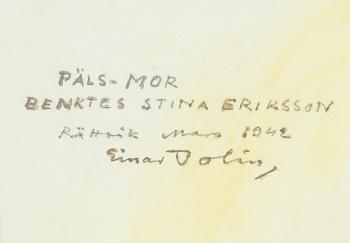 PÄLS-MOR
BENKTES STINA ERIKSSON
Rättvik Mars 1942
Einar Jolin